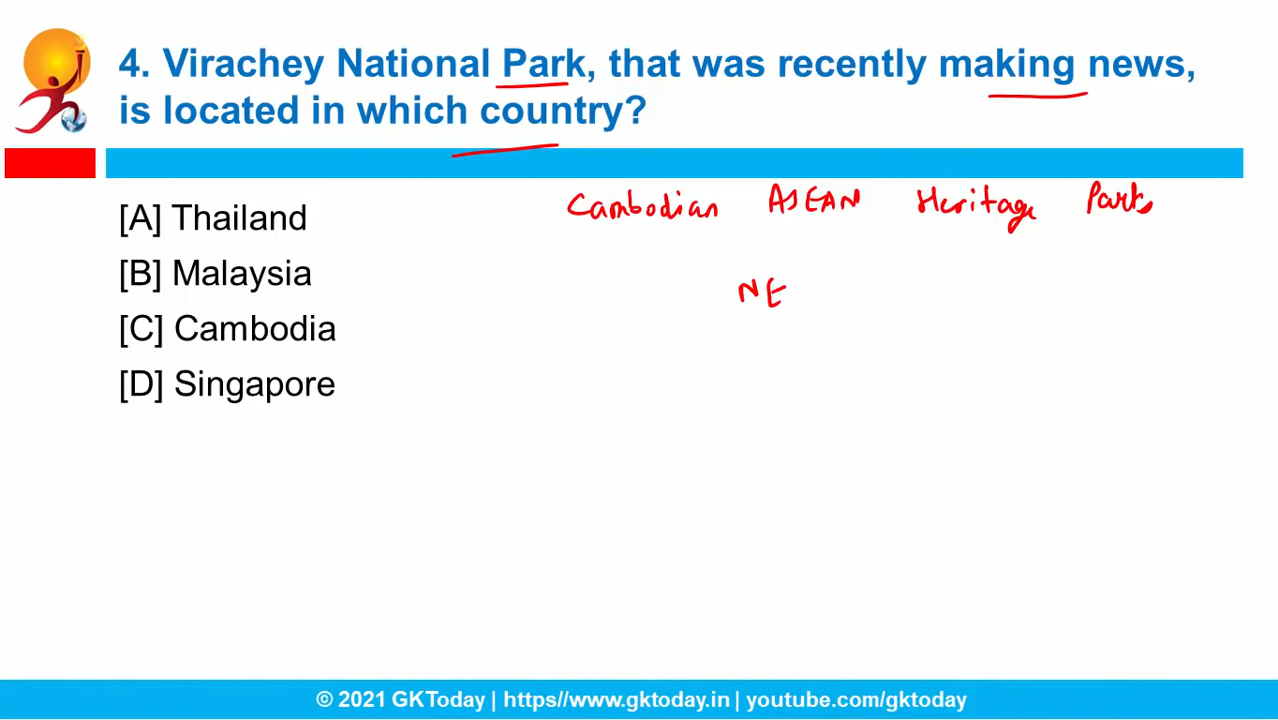 4. Virachey National Park, that was recently making news,
is located in which country?
[A] Thailand
Cambodian ASEAN Heritage Parks
[B] Malaysia
NE
[C] Cambodia
[D] Singapore
© 2021 GKToday | https//www.gktoday.in | youtube.com/gktoday